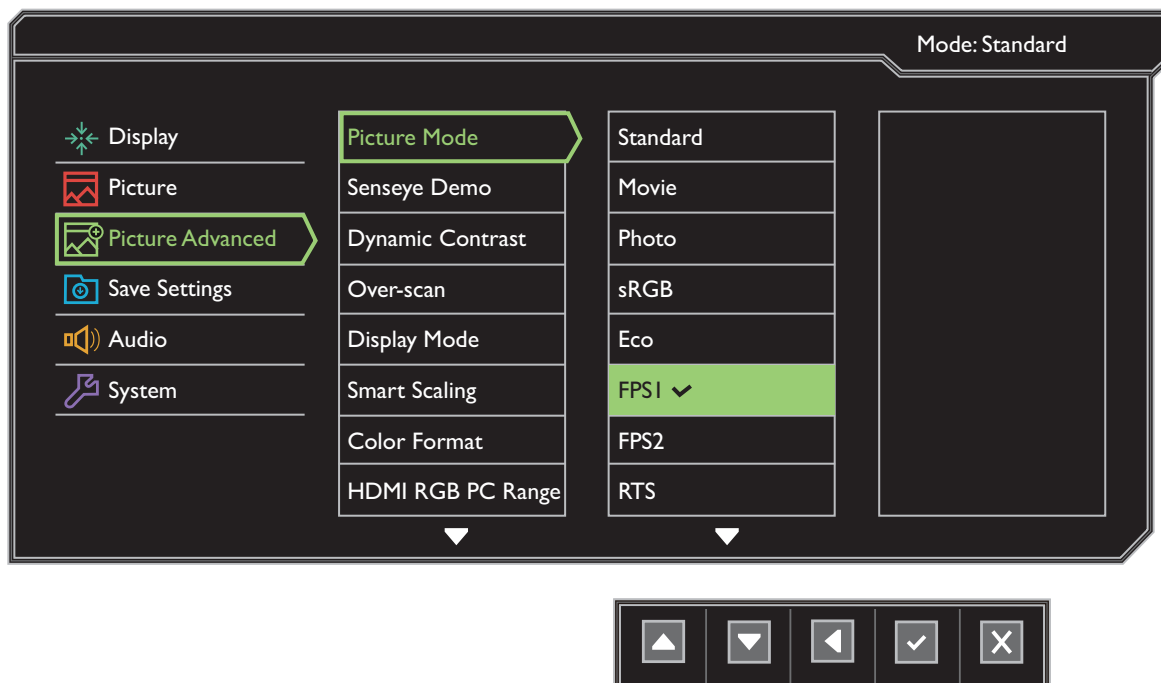 Mode: Standard
Display
Picture
Picture Advanced
Save Settings
Audio
System
Picture Mode
Senseye Demo
Dynamic Contrast
Over-scan
Display Mode
Smart Scaling
Color Format
HDMI RGB PC Range
Standard
Movie
Photo
sRGB
Eco
FPS1
FPS2
RTS